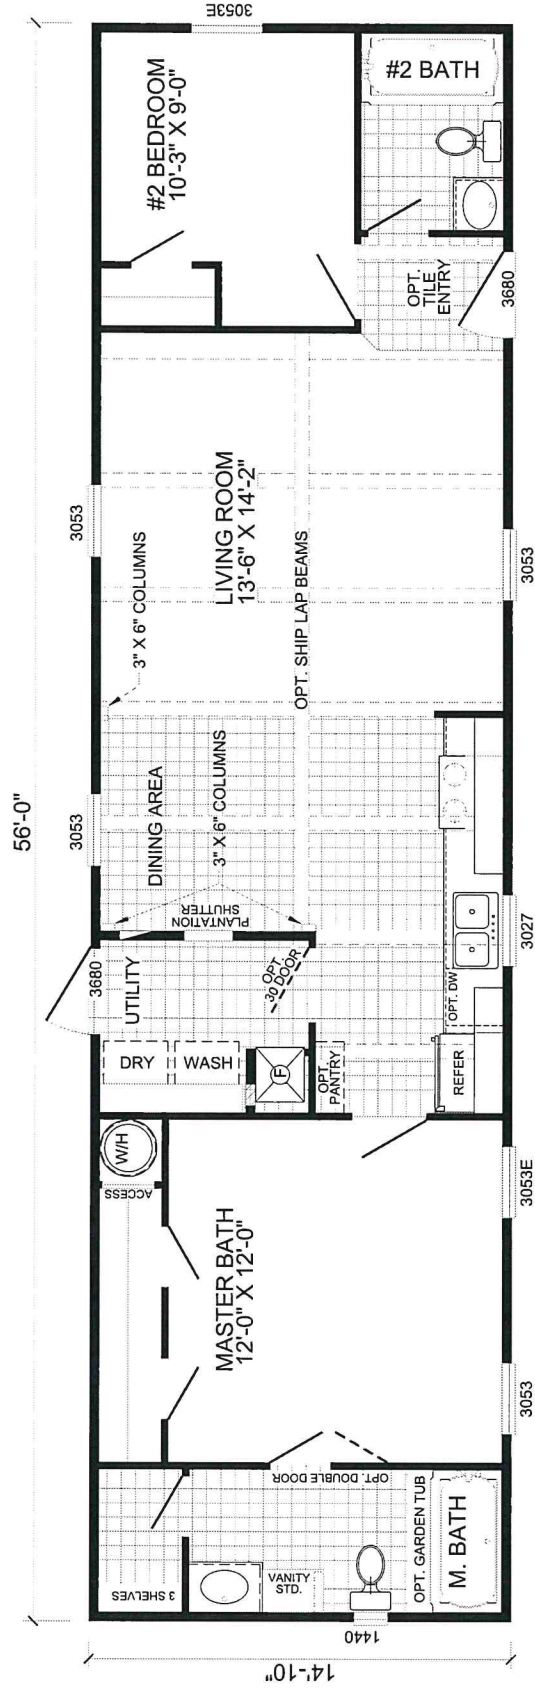 56'-0"
14'-10"
3053E
#2 BEDROOM
10'-3" X 9'-0"
#2 BATH
OPT.
TILE
ENTRY
3680
LIVING ROOM
13'-6" X 14'-2"
3053
3053
3" X 6" COLUMNS
OPT. SHIP LAP BEAMS
DINING AREA
3" X 6" COLUMNS
3053
PLANTATION
SHUTTER
3680
UTILITY
OPT.
30 DOOR
DRY
WASH
F
OPT.
PANTRY
3027
OPT. DW
REFER
W/H
ACCESS
MASTER BATH
12'-0" X 12'-0"
3053E
3053
OPT. DOUBLE DOOR
3 SHELVES
VANITY
STD.
OPT. GARDEN TUB
M. BATH
1440